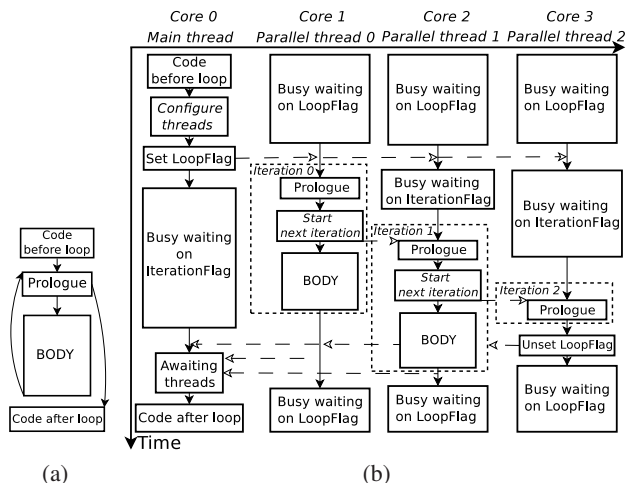 Core 0
Main thread
Core 1
Parallel thread 0
Core 2
Parallel thread 1
Core 3
Parallel thread 2
Code
before loop
Configure
threads
Set LoopFlag
Busy waiting
on
IterationFlag
Awaiting
threads
Code after loop
Busy waiting
on LoopFlag
Iteration 0
Prologue
Start
next iteration
BODY
Busy waiting
on LoopFlag
Busy waiting
on LoopFlag
Busy waiting
on IterationFlag
Iteration 1
Prologue
Start
next iteration
BODY
Busy waiting
on LoopFlag
Busy waiting
on LoopFlag
Busy waiting
on IterationFlag
Iteration 2
Prologue
Unset LoopFlag
Busy waiting
on LoopFlag
Time
Code
before loop
Prologue
BODY
Code after loop
(a)
(b)